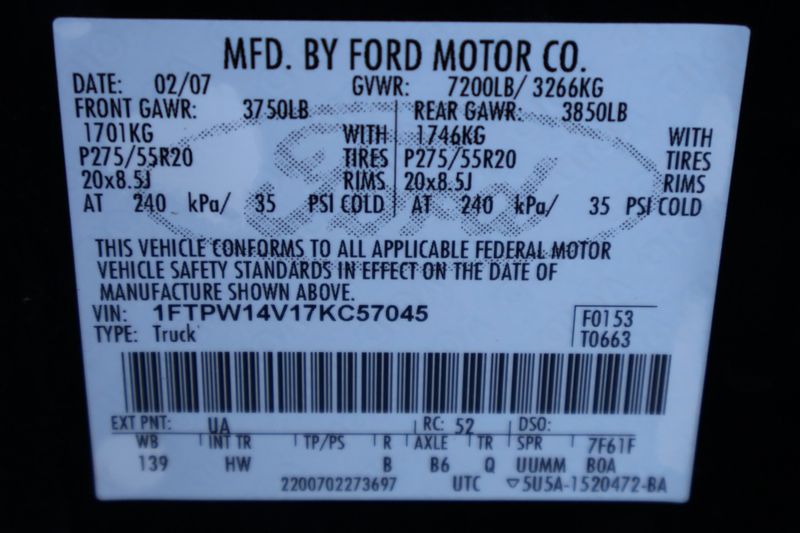 MFD. BY FORD MOTOR CO.
DATE: 02/07 GVWR: 7200LB/ 3266KG
FRONT GAWR: 3750LB REAR GAWR: 3850LB
1701KG WITH 1746KG WITH
P275/55R20 TIRES P275/55R20 TIRES
20x8.5J RIMS 20x8.5J RIMS
AT 240 kPa/ 35 PSI COLD AT 240 kPa/ 35 PSI COLD
Ford
THIS VEHICLE CONFORMS TO ALL APPLICABLE FEDERAL MOTOR
VEHICLE SAFETY STANDARDS IN EFFECT ON THE DATE OF
MANUFACTURE SHOWN ABOVE.
VIN: 1FTPW14V17KC57045 F0153
TYPE: Truck T0663
EXT PNT: UA RC: 52 DSO:
WB INT TR TP/PS R AXLE TR SPR 7F61F
139 HW B B6 Q UUMM BOA
2200702273697 UTC ▽5U5A-1520472-BA